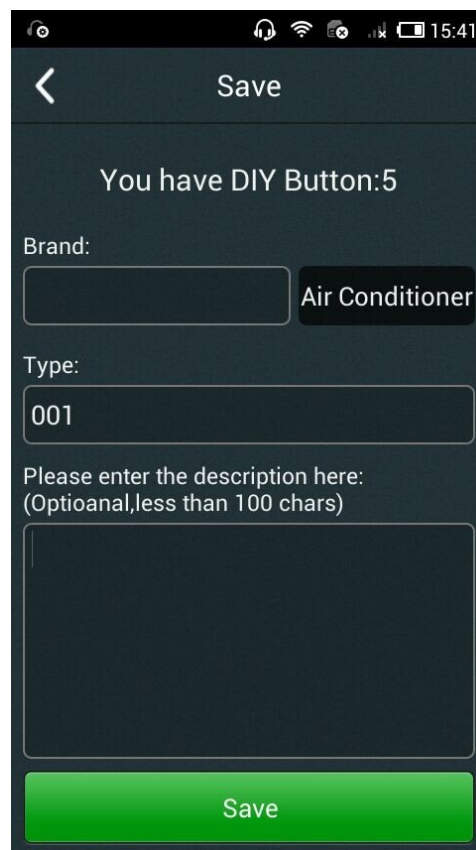 15:41
Save
You have DIY Button:5
Brand:
Air Conditioner
Type:
001
Please enter the description here:
(Optioanal,less than 100 chars)
Save